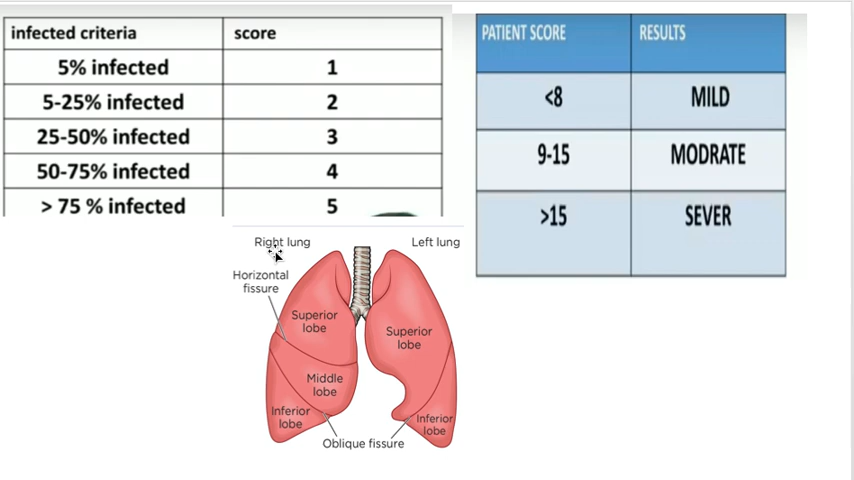 infected criteria score
5% infected 1
5-25% infected 2
25-50% infected 3
50-75% infected 4
> 75 % infected 5
PATIENT SCORE RESULTS
<8 MILD
9-15 MODRATE
>15 SEVER
Right lung Left lung
Horizontal
fissure
Superior
lobe
Superior
lobe
Middle
lobe
Inferior
lobe
Inferior
lobe
Oblique fissure